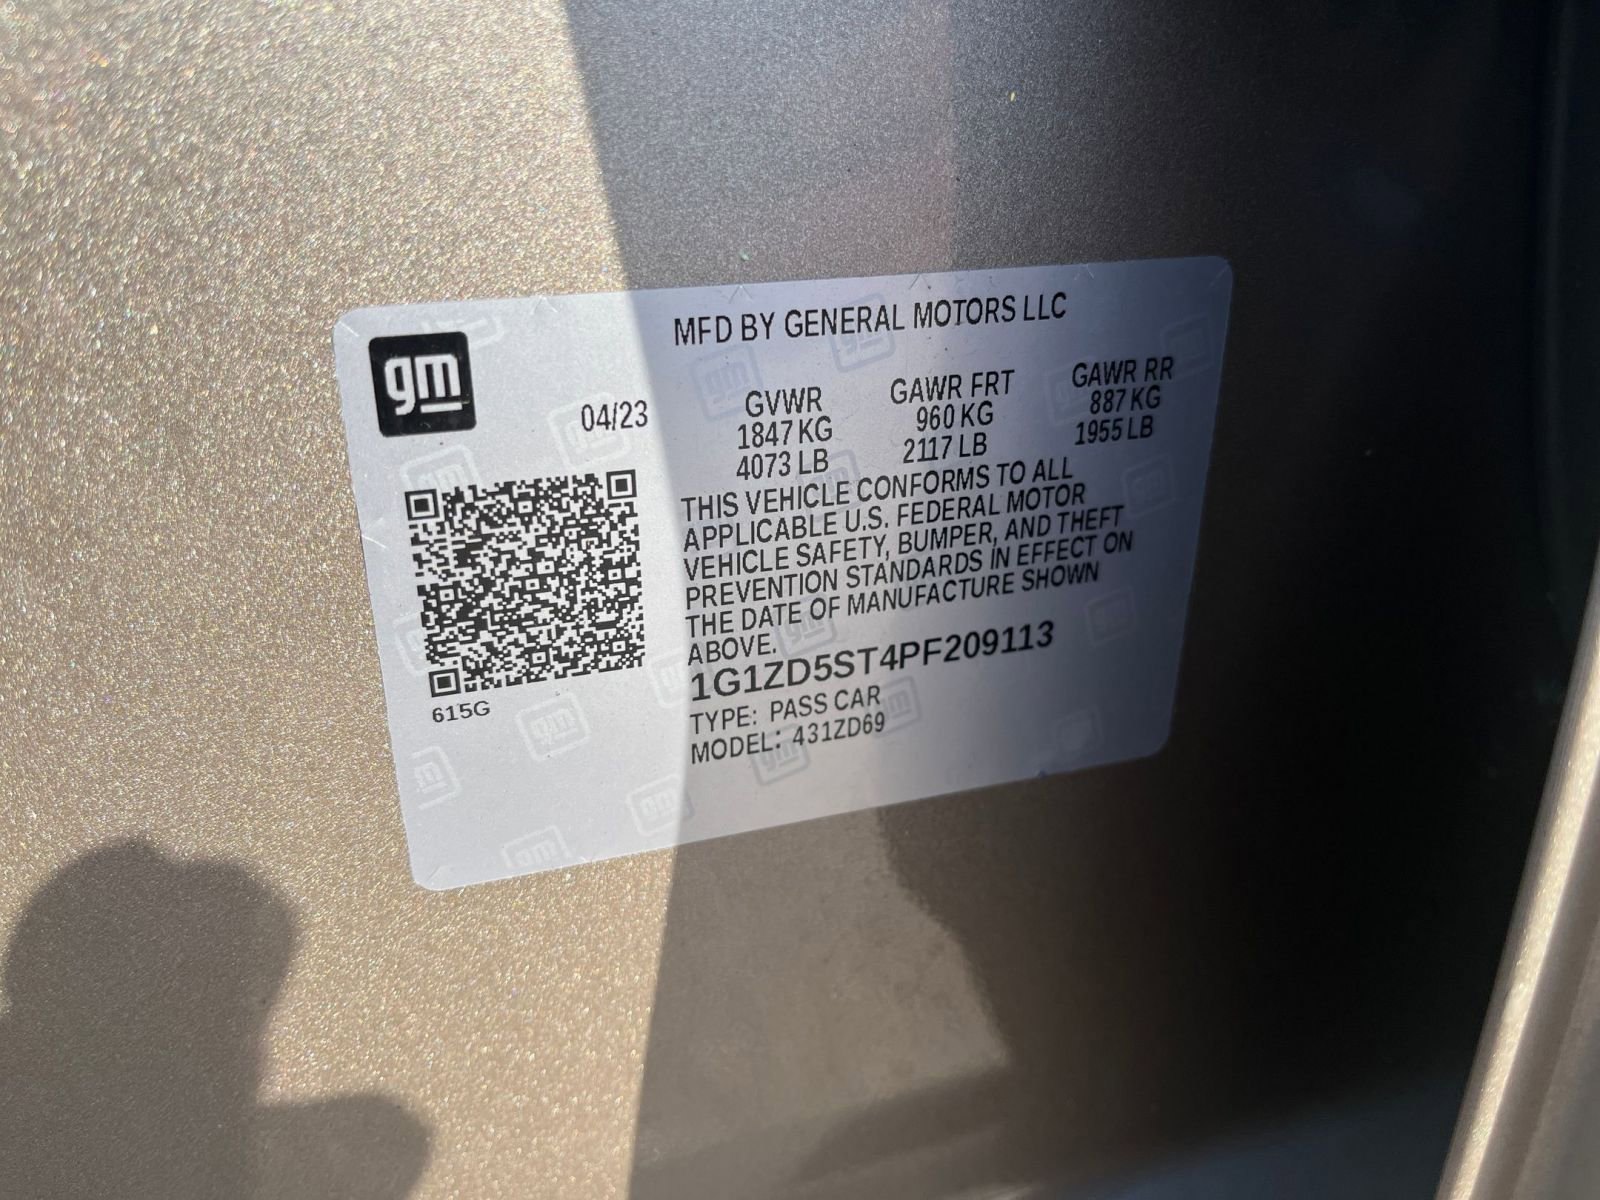 gm
MFD BY GENERAL MOTORS LLC
04/23
GVWR GAWR FRT GAWR RR
1847 KG 960 KG 887 KG
4073 LB 2117 LB 1955 LB
THIS VEHICLE CONFORMS TO ALL
APPLICABLE U.S. FEDERAL MOTOR
VEHICLE SAFETY, BUMPER, AND THEFT
PREVENTION STANDARDS IN EFFECT ON
THE DATE OF MANUFACTURE SHOWN
ABOVE.
1G1ZD5ST4PF209113
TYPE: PASS CAR
MODEL: 431ZD69
615G